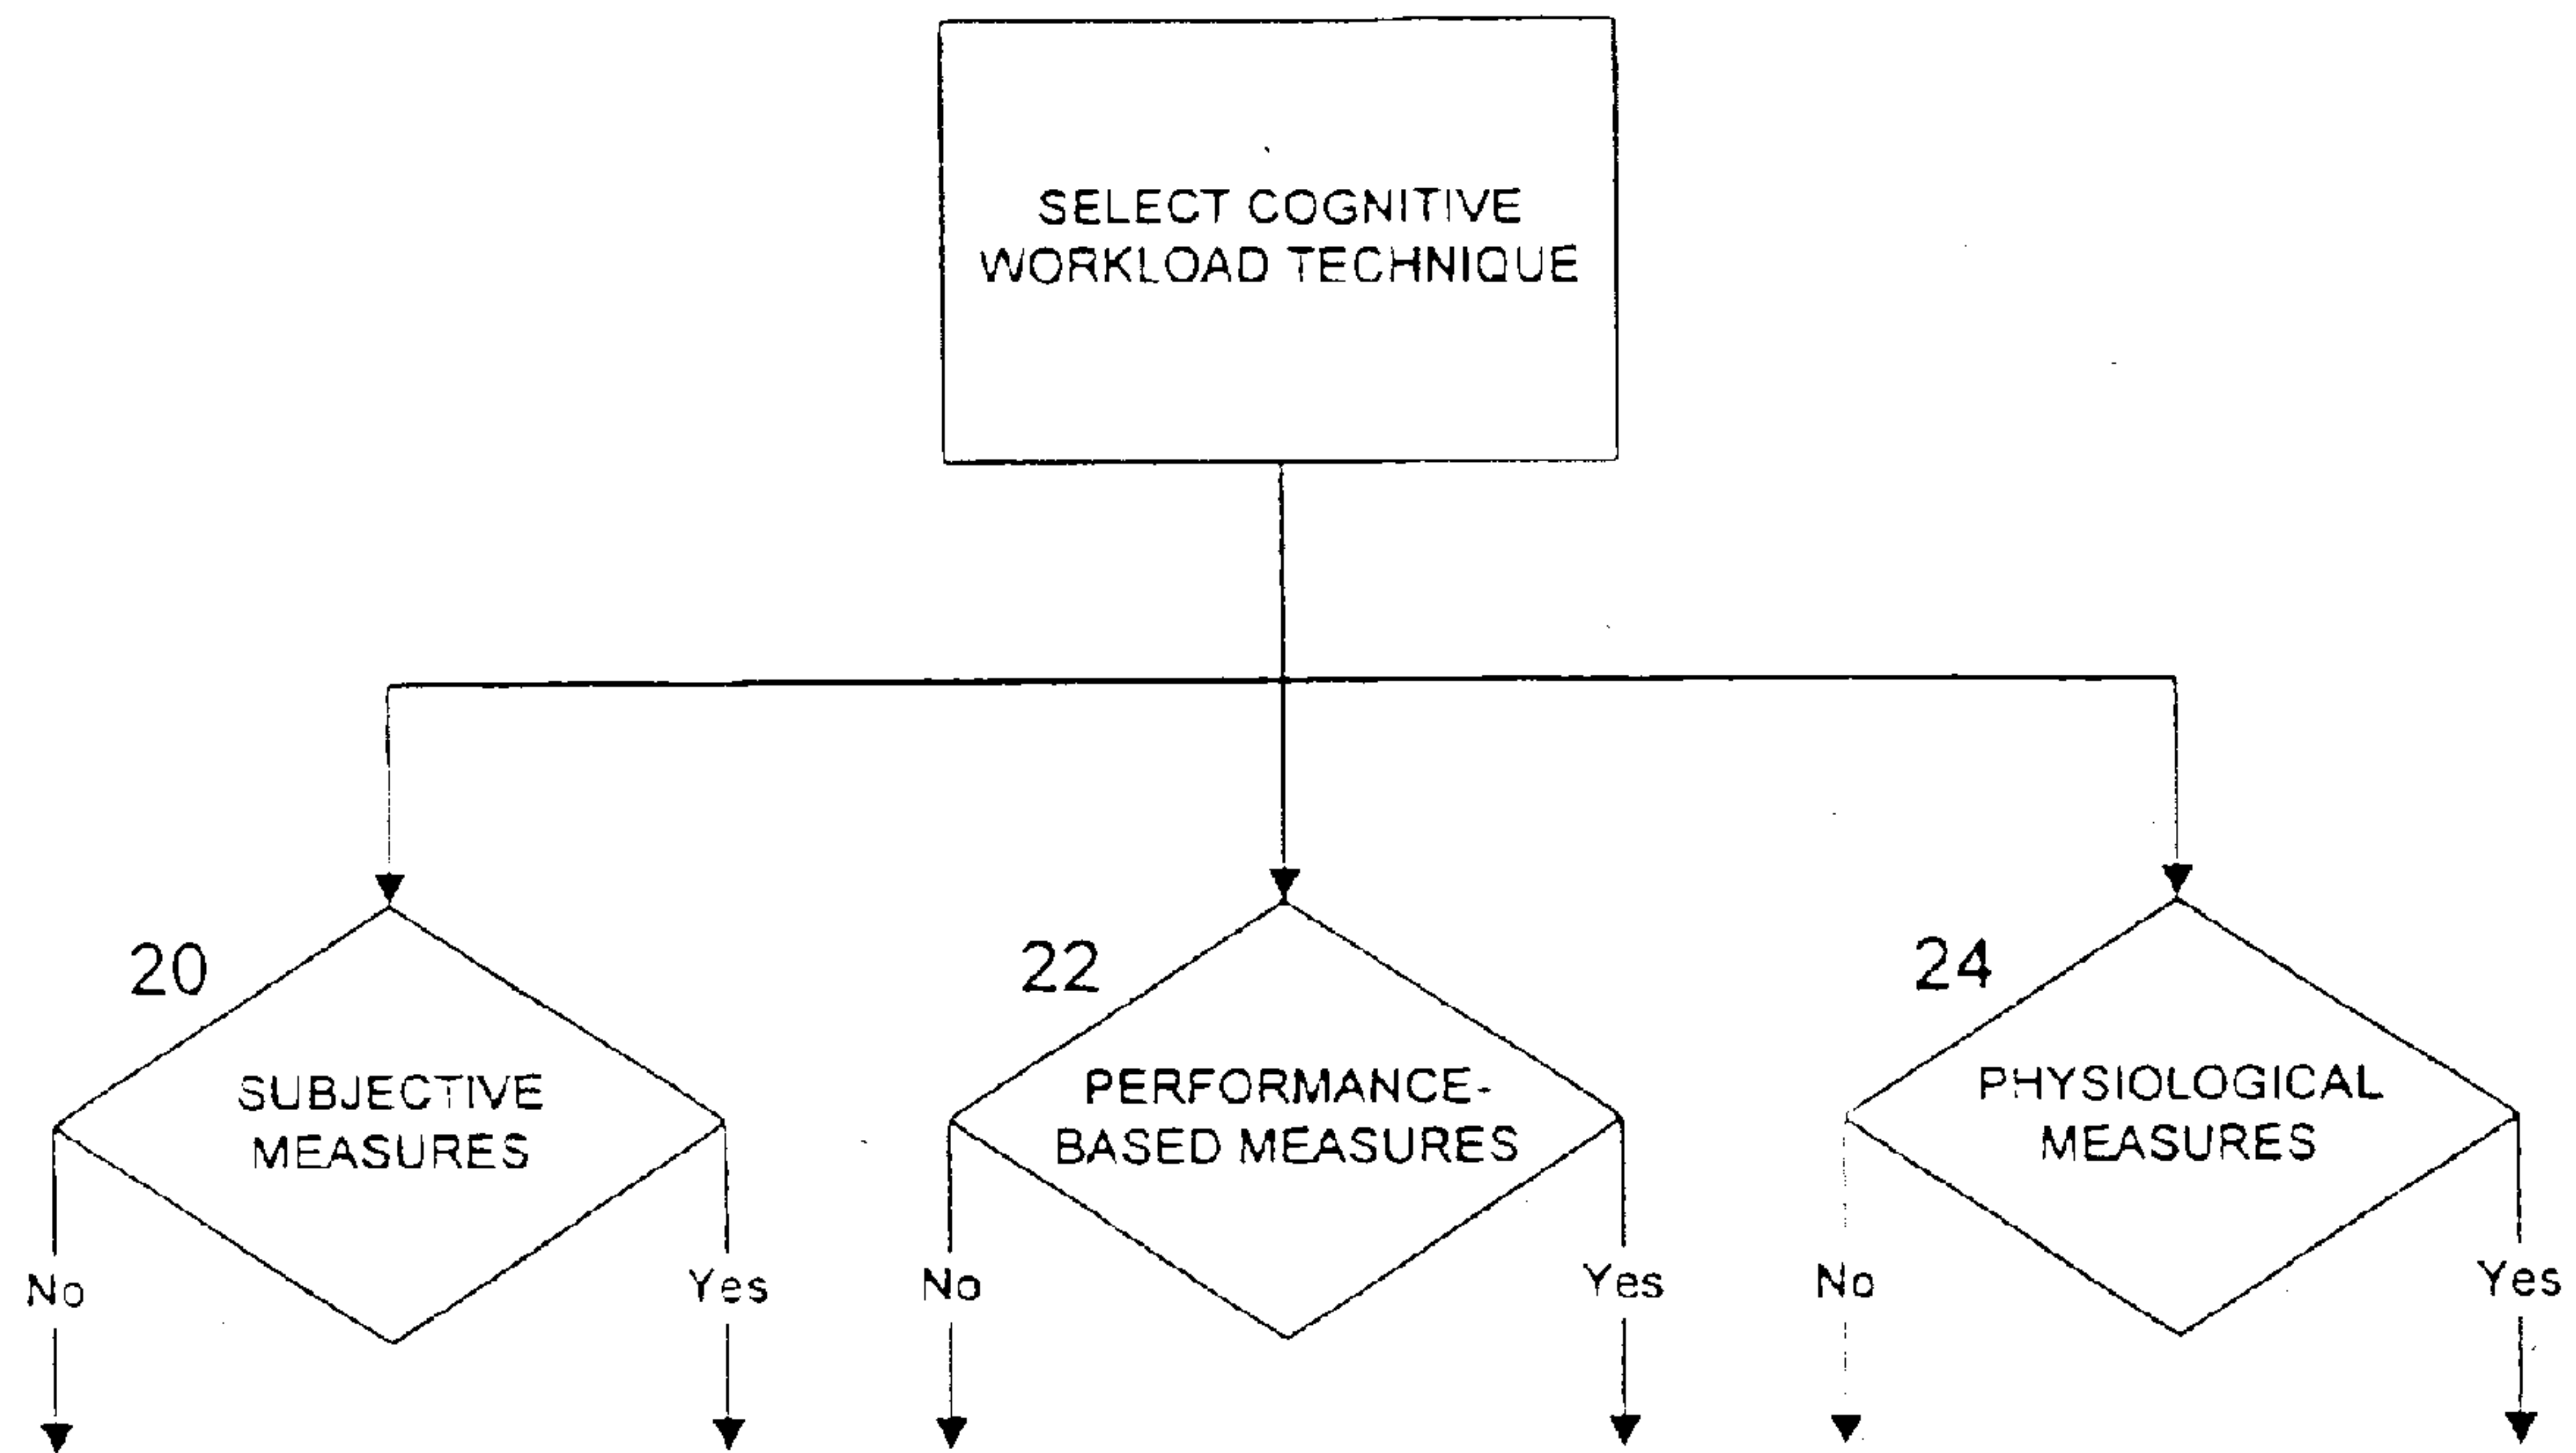 SELECT COGNITIVE
WORKLOAD TECHNIQUE
20
SUBJECTIVE
MEASURES
No
Yes
22
PERFORMANCE-
BASED MEASURES
No
Yes
24
PHYSIOLOGICAL
MEASURES
No
Yes